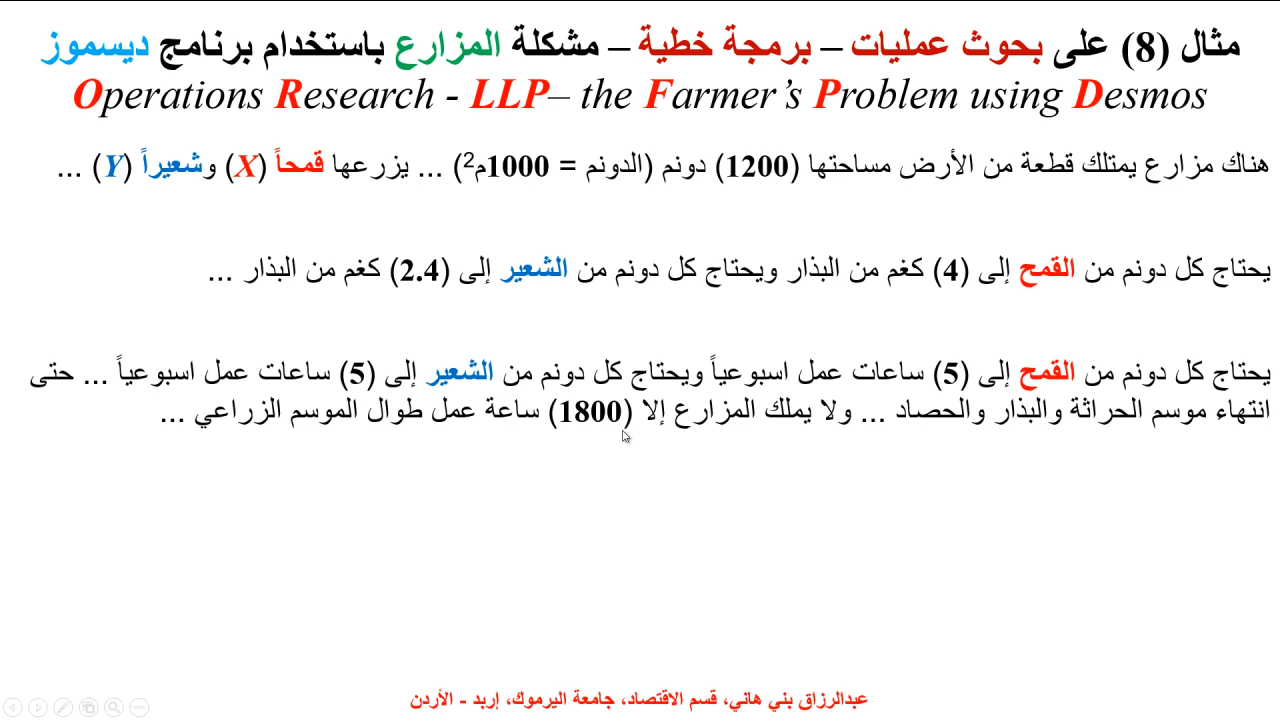 مثال (8) على بحوث عمليات – برمجة خطية – مشكلة المزارع باستخدام برنامج ديسموز
Operations Research - LLP– the Farmer's Problem using Desmos
هناك مزارع يمتلك قطعة من الأرض مساحتها (1200) دونم (الدونم = 1000م2) ... يزرعها قمحاً (X) وشعيراً (Y) ...
يحتاج كل دونم من القمح إلى (4) كغم من البذار ويحتاج كل دونم من الشعير إلى (2.4) كغم من البذار ...
يحتاج كل دونم من القمح إلى (5) ساعات عمل اسبوعياً ويحتاج كل دونم من الشعير إلى (5) ساعات عمل اسبوعياً ... حتى
انتهاء موسم الحراثة والبذار والحصاد ... ولا يملك المزارع إلا (1800) ساعة عمل طوال الموسم الزراعي ...
عبدالرزاق بني هاني، قسم الاقتصاد، جامعة اليرموك، إربد - الأردن